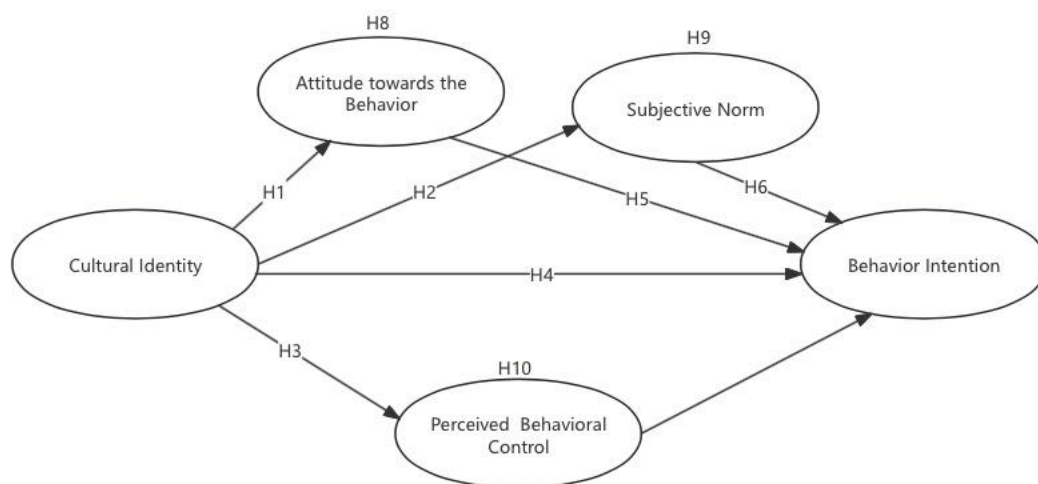 H8
Attitude towards the
Behavior
H9
Subjective Norm
H1
H2
H5
H6
Cultural Identity
H4
Behavior Intention
H3
H10
Perceived Behavioral
Control